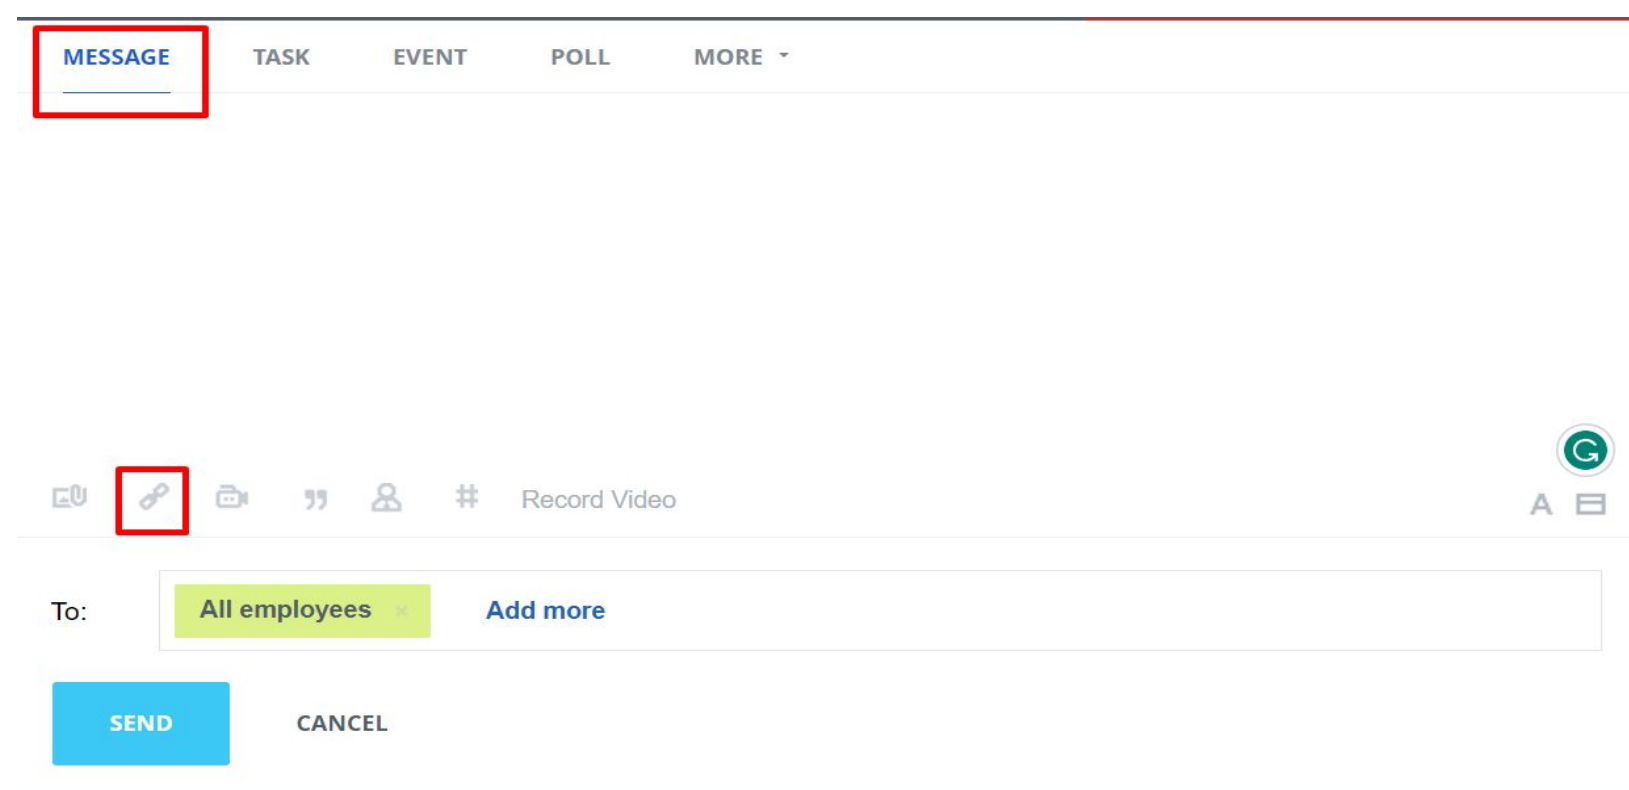 MESSAGE TASK EVENT POLL MORE
Record Video
A
To: All employees × Add more
SEND CANCEL